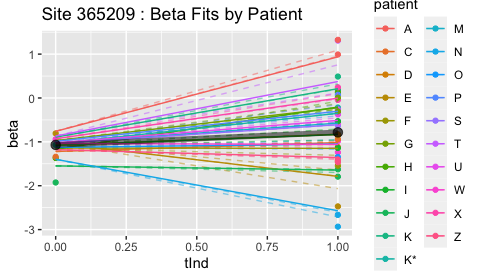 Site 365209 : Beta Fits by Patient
patient
A
C
D
E
F
G
H
I
J
K
K*
M
N
O
P
S
T
U
W
X
Z
beta
1
0
-1
-2
-3
0.00
0.25
0.50
0.75
1.00
tInd